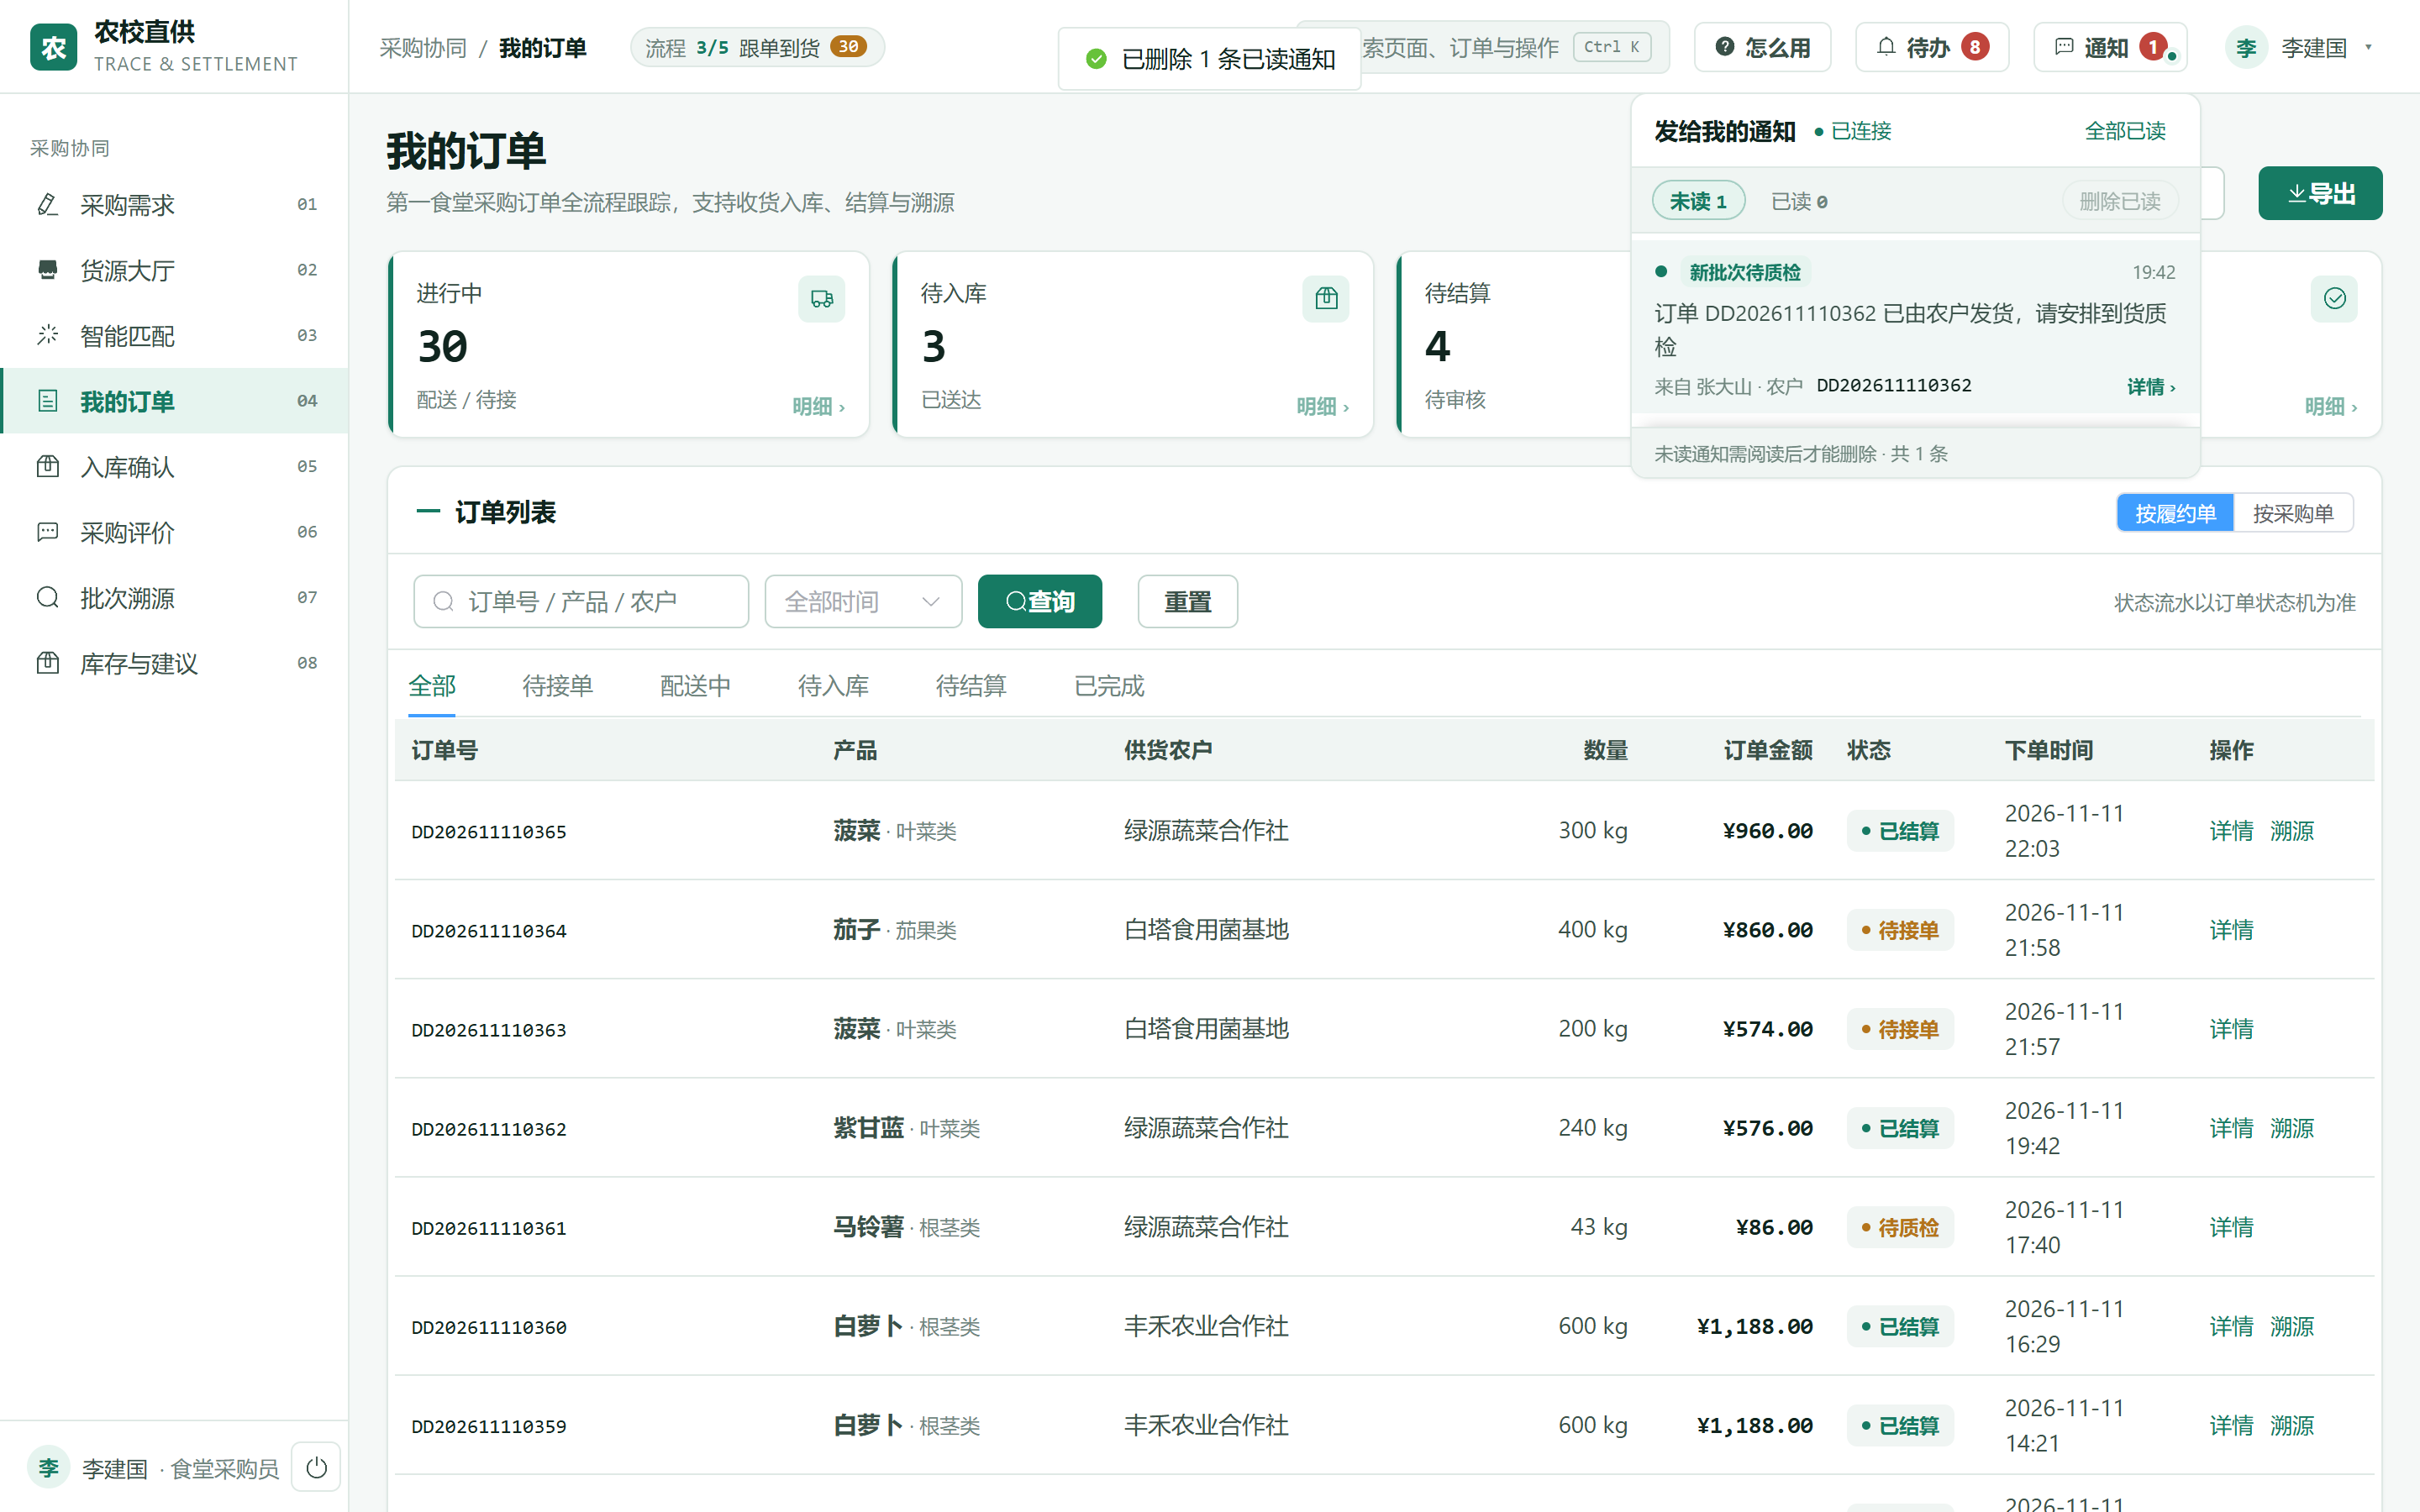 农
农校直供
TRACE & SETTLEMENT
采购协同 / 我的订单
流程 3/5 跟单到货 30
已删除 1 条已读通知
索页面、订单与操作 Ctrl K
怎么用
待办 8
通知 1
李 李建国
采购协同
采购需求 01
货源大厅 02
智能匹配 03
我的订单 04
入库确认 05
采购评价 06
批次溯源 07
库存与建议 08
李 李建国 · 食堂采购员
我的订单
第一食堂采购订单全流程跟踪，支持收货入库、结算与溯源
导出
进行中
30
配送 / 待接
明细 ›
待入库
3
已送达
明细 ›
待结算
4
待审核
明细 ›
发给我的通知 已连接 全部已读
未读 1 已读 0 删除已读
新批次待质检 19:42
订单 DD202611110362 已由农户发货，请安排到货质
检
来自 张大山 · 农户 DD202611110362 详情 ›
未读通知需阅读后才能删除 · 共 1 条
订单列表
按履约单 按采购单
订单号 / 产品 / 农户
全部时间
查询
重置
状态流水以订单状态机为准
全部 待接单 配送中 待入库 待结算 已完成
订单号 产品 供货农户 数量 订单金额 状态 下单时间 操作
DD202611110365 菠菜 · 叶菜类 绿源蔬菜合作社 300 kg ¥960.00 已结算 2026-11-11 22:03 详情 溯源
DD202611110364 茄子 · 茄果类 白塔食用菌基地 400 kg ¥860.00 待接单 2026-11-11 21:58 详情
DD202611110363 菠菜 · 叶菜类 白塔食用菌基地 200 kg ¥574.00 待接单 2026-11-11 21:57 详情
DD202611110362 紫甘蓝 · 叶菜类 绿源蔬菜合作社 240 kg ¥576.00 已结算 2026-11-11 19:42 详情 溯源
DD202611110361 马铃薯 · 根茎类 绿源蔬菜合作社 43 kg ¥86.00 待质检 2026-11-11 17:40 详情
DD202611110360 白萝卜 · 根茎类 丰禾农业合作社 600 kg ¥1,188.00 已结算 2026-11-11 16:29 详情 溯源
DD202611110359 白萝卜 · 根茎类 丰禾农业合作社 600 kg ¥1,188.00 已结算 2026-11-11 14:21 详情 溯源
2026-11-11